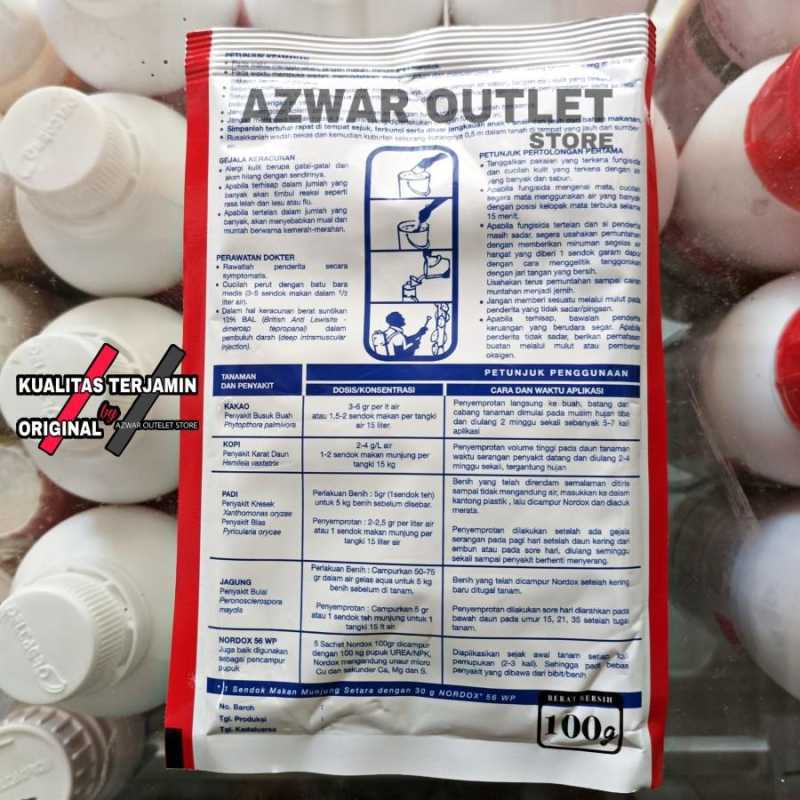 PETUNJUK KEAMANAN
AZWAR OUTLET
STORE
• Simpanlah tertutup rapat di tempat sejuk, terkunci serta diluar jangkauan anak
GEJALA KERACUNAN
• Alergi kulit berupa gatal-gatal dan akan hilang dengan sendirinya.
• Apabila terhisap dalam jumlah yang banyak akan timbul reaksi seperti rasa lelah dan lesu atau flu.
• Apabila tertelan dalam jumlah yang banyak, akan menyebabkan mual dan muntah berwarna kemerah-merahan.
PERAWATAN DOKTER
• Rawatlah penderita secara symptomatis.
• Cucilah perut dengan batu bara medis (3-5 sendok makan dalam 1/2 liter air).
• Dalam hal keracunan berat suntikan 10% BAL (British Anti Lewisite - dimercap tepropanal) dalam pembuluh darah (deep intramuscular injection).
PETUNJUK PERTOLONGAN PERTAMA
• Tanggalkan pakaian yang terkena fungisida
dan cucilah kulit yang terkena dengan air
yang banyak dan sabun.
• Apabila fungisida mengenai mata, cucilah
segera mata menggunakan air yang banyak
dengan posisi kelopak mata terbuka selama
15 menit.
• Apabila fungisida tertelan dan si penderita
masih sadar, segera usahakan pemuntahan
dengan memberikan minuman segelas air
hangat yang diberi 1 sendok garam dapur
dengan cara menggelitik tenggorokan
dengan jari tangan yang bersih.
Usahakan terus pemuntahan sampai cairan
muntahan menjadi jernih.
• Jangan memberi sesuatu melalui mulut pada
penderita yang tidak sadar/pingsan.
• Apabila terhisap, bawalah penderita
keruangan yang berudara segar. Apabila
penderita tidak sadar, berikan pernafasan
buatan melalui mulut atau pemberian
oksigen.
KUALITAS TERJAMIN
ORIGINAL by AZWAR OUTELET STORE
PETUNJUK PENGGUNAAN
TANAMAN DAN PENYAKIT
DOSIS/KONSENTRASI
CARA DAN WAKTU APLIKASI
KAKAO
Penyakit Busuk Buah
Phytopthora palmivora
3-6 gr per lt air
atau 1,5-2 sendok makan per tangki
air 15 liter.
Penyemprotan langsung ke buah, batang dan
cabang tanaman dimulai pada musim hujan tiba
dan diulang 2 minggu sekali sebanyak 5-7 kali
aplikasi
KOPI
Penyakit Karat Daun
Hemileia vastatrix
2-4 g/L air
1-2 sendok makan munjung per
tangki 15 kg
Penyemprotan volume tinggi pada daun tanaman
waktu serangan penyakit datang dan diulang 2-4
minggu sekali, tergantung hujan
PADI
Penyakit Kresek
Xanthomonas oryzae
Penyakit Blas
Pyricularia orycae
Perlakuan Benih : 5gr (1sendok teh)
untuk 5 kg benih sebelum disebar.
Penyemprotan : 2-2,5 gr per liter air
atau 1 sendok makan munjung per
tangki 15 liter air
Benih yang telah direndam semalaman ditiris
sampai tidak mengandung air, masukkan ke dalam
kantong plastik , lalu dicampur Nordox dan diaduk
merata.
Penyemprotan dilakukan setelah ada gejala
serangan pada pagi hari setelah daun kering dari
embun atau pada sore hari, diulang seminggu
sekali sampai penyakit berhenti menyerang.
JAGUNG
Penyakit Bulai
Peronosclerospora
maydis
Perlakuan Benih : Campurkan 50-75
gr dalam air gelas aqua untuk 5 kg
benih sebelum di tanam.
Penyemprotan : Campurkan 5 gr
atau 1 sendok teh munjung untuk 1
tangki 15 lt air
Benih yang telah dicampur Nordox setelah kering
baru ditugal tanam.
Penyemprotan dilakukan sore hari diarahkan pada
bawah daun pada umur 15, 21, 35 setelah tugal
tanam.
NORDOX 56 WP
Juga baik digunakan
sebagai pencampur
pupuk
5 Sachet Nordox 100gr dicampur
dengan 100 kg pupuk UREA/NPK,
Nordox mengandung unsur micro
Cu dan sekunder Ca, Mg dan S.
Diaplikasikan sejak awal tanam setiap kali
pemupukan (2-3 kali). Sehingga padi bebas
penyakit yang dibawa dari bibit/benih.
* 1 Sendok Makan Munjung Setara dengan 30 g NORDOX* 56 WP
No. Barch :
Tgl. Produksi
Tgl. Kadaluarsa
BERAT BERSIH
100g